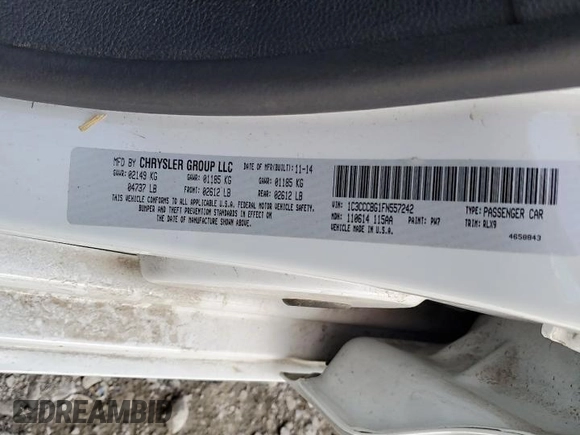 MFD BY CHRYSLER GROUP LLC DATE OF MFR(BUILT): 11-14
GVWR: 02149 KG GAWR: 01185 KG GAWR: 01185 KG
04737 LB FRONT: 02612 LB REAR: 02612 LB
THIS VEHICLE CONFORMS TO ALL APPLICABLE U.S.A. FEDERAL MOTOR VEHICLE SAFETY,
BUMPER AND THEFT PREVENTION STANDARDS IN EFFECT ON
THE DATE OF MANUFACTURE SHOWN ABOVE.
VIN: 1C3CCCBG1FN557242 TYPE: PASSENGER CAR
MDH: 110614 115AA PAINT: PW7 TRIM: RLX9
VEHICLE MADE IN U.S.A. 4650843
DREAMBID